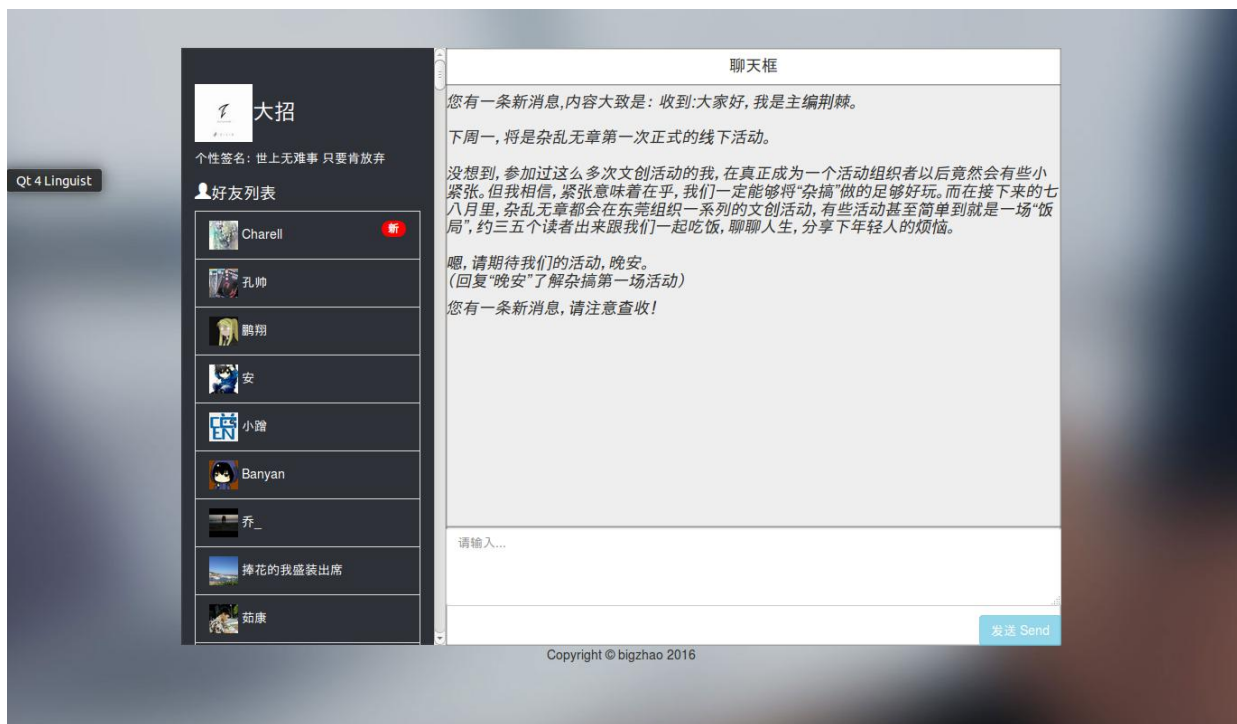 聊天框
大招
个性签名：世上无难事 只要肯放弃
Qt 4 Linguist
好友列表
Charell
新
孔帅
鹏翔
安
小蹭
Banyan
乔_
捧花的我盛装出席
茹康
您有一条新消息,内容大致是：收到:大家好，我是主编荆棘。
下周一，将是杂乱无章第一次正式的线下活动。
没想到，参加过这么多次文创活动的我，在真正成为一个活动组织者以后竟然会有些小
紧张。但我相信，紧张意味着在乎，我们一定能够将“杂搞”做的足够好玩。而在接下来的七
八月里，杂乱无章都会在东莞组织一系列的文创活动，有些活动甚至简单到就是一场“饭
局”，约三五个读者出来跟我们一起吃饭，聊聊人生，分享下年轻人的烦恼。
嗯，请期待我们的活动，晚安。
（回复“晚安”了解杂搞第一场活动）
您有一条新消息，请注意查收！
请输入...
发送 Send
Copyright © bigzhao 2016